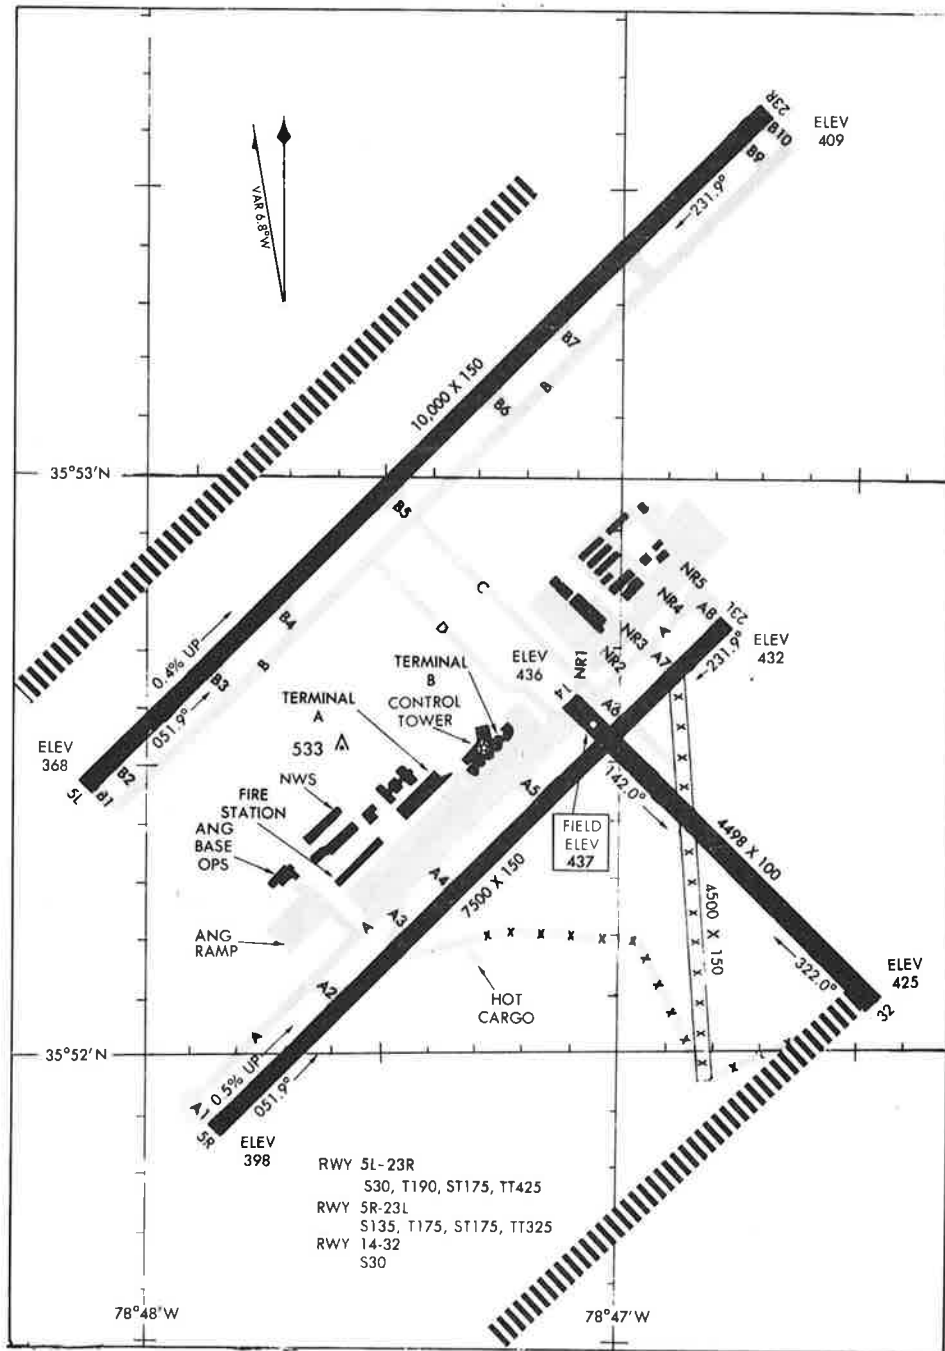 23R
B10
B9
ELEV
409
231.9°
VAR 6.8°W
B7
10,000 X 150
B
B6
35°53'N
B5
NR5
C
NR4
A8
23L
B4
D
A
NR3
A7
231.9°
ELEV
432
0.4% UP
B
B3
051.9°
TERMINAL
B
CONTROL
TOWER
ELEV
436
NR1
NR2
14
A6
TERMINAL
A
533
ELEV
368
B2
B1
5L
NWS
FIRE
STATION
ANG
BASE
OPS
A5
142.0°
FIELD
ELEV
437
4498 X 100
A4
7500 X 150
4500 X 150
A3
A
ANG
RAMP
322.0°
ELEV
425
32
HOT
CARGO
A2
A
35°52'N
0.5% UP
051.9°
A1
5R
ELEV
398
RWY 5L-23R
S30, T190, ST175, TT425
RWY 5R-23L
S135, T175, ST175, TT325
RWY 14-32
S30
78°48'W
78°47'W